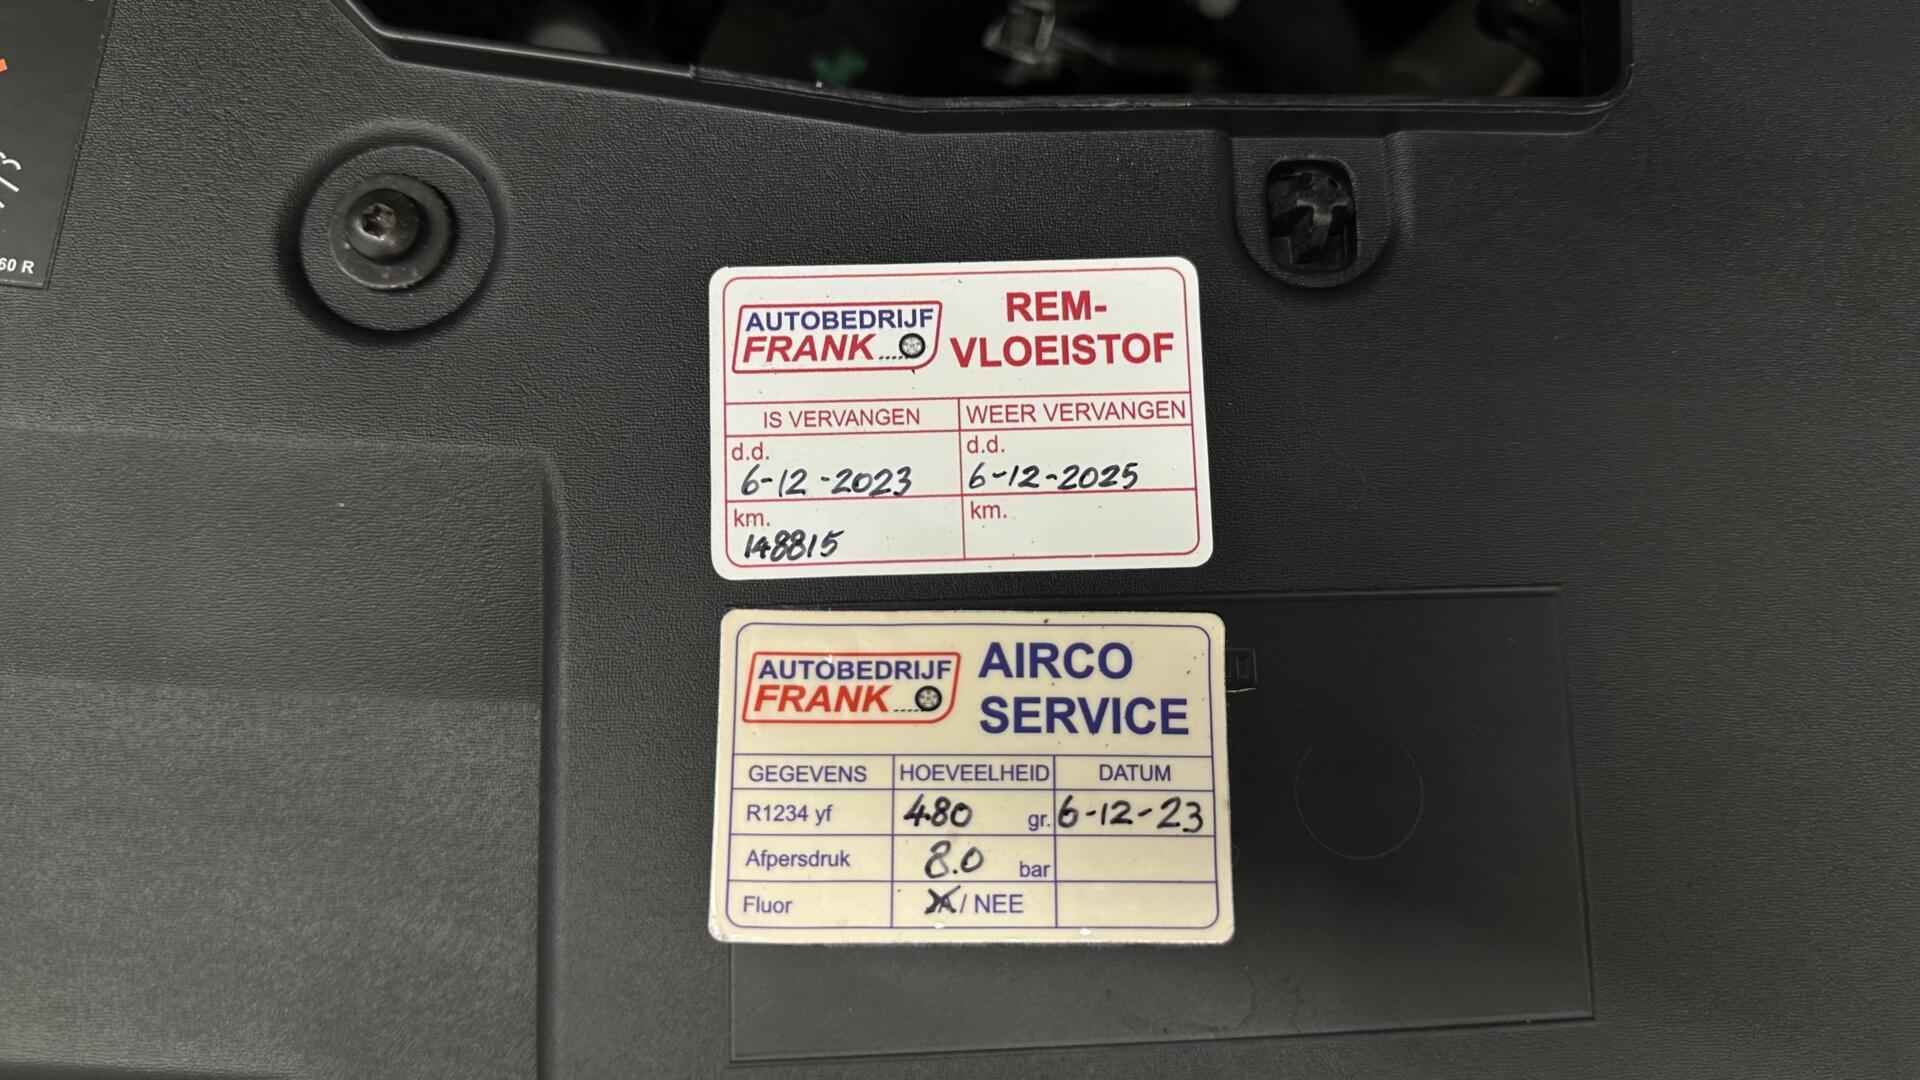 60 R
AUTOBEDRIJF
FRANK
REM-
VLOEISTOF
IS VERVANGEN
WEER VERVANGEN
d.d.
6-12-2023
d.d.
6-12-2025
km.
148815
km.
AUTOBEDRIJF
FRANK
AIRCO
SERVICE
GEGEVENS
HOEVEELHEID
DATUM
R1234 yf
480 gr.
6-12-23
Afpersdruk
8.0 bar
Fluor
JA/ NEE